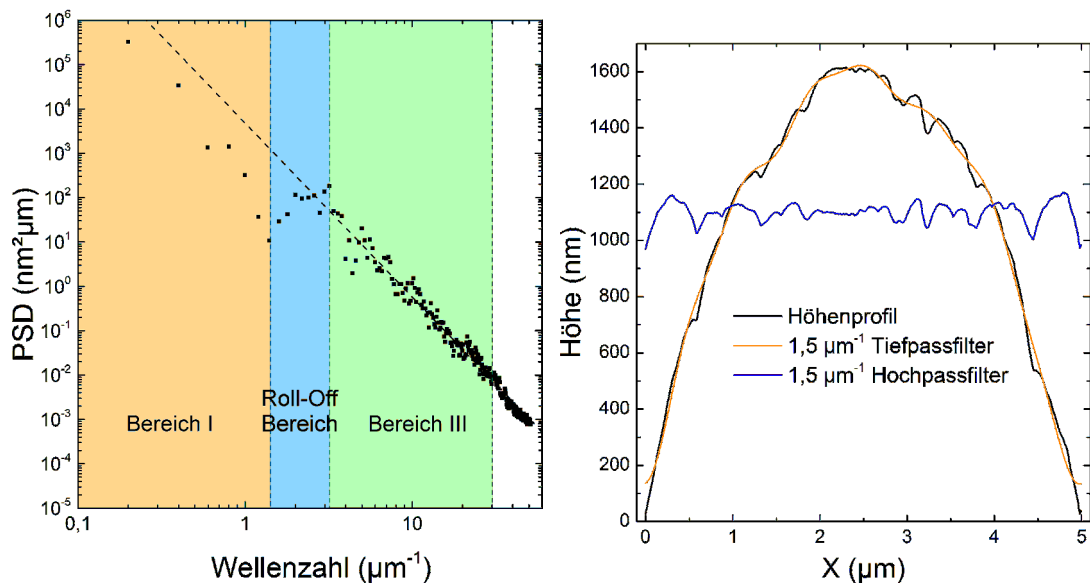 PSD (nm²µm)
10⁶
10⁵
10⁴
10³
10²
10¹
10⁰
10⁻¹
10⁻²
10⁻³
10⁻⁴
10⁻⁵
Bereich I
Roll-Off
Bereich
Bereich III
0,1
1
10
Wellenzahl (µm⁻¹)
Höhe (nm)
1600
1400
1200
1000
800
600
400
200
0
Höhenprofil
1,5 µm⁻¹ Tiefpassfilter
1,5 µm⁻¹ Hochpassfilter
0
1
2
3
4
5
X (µm)